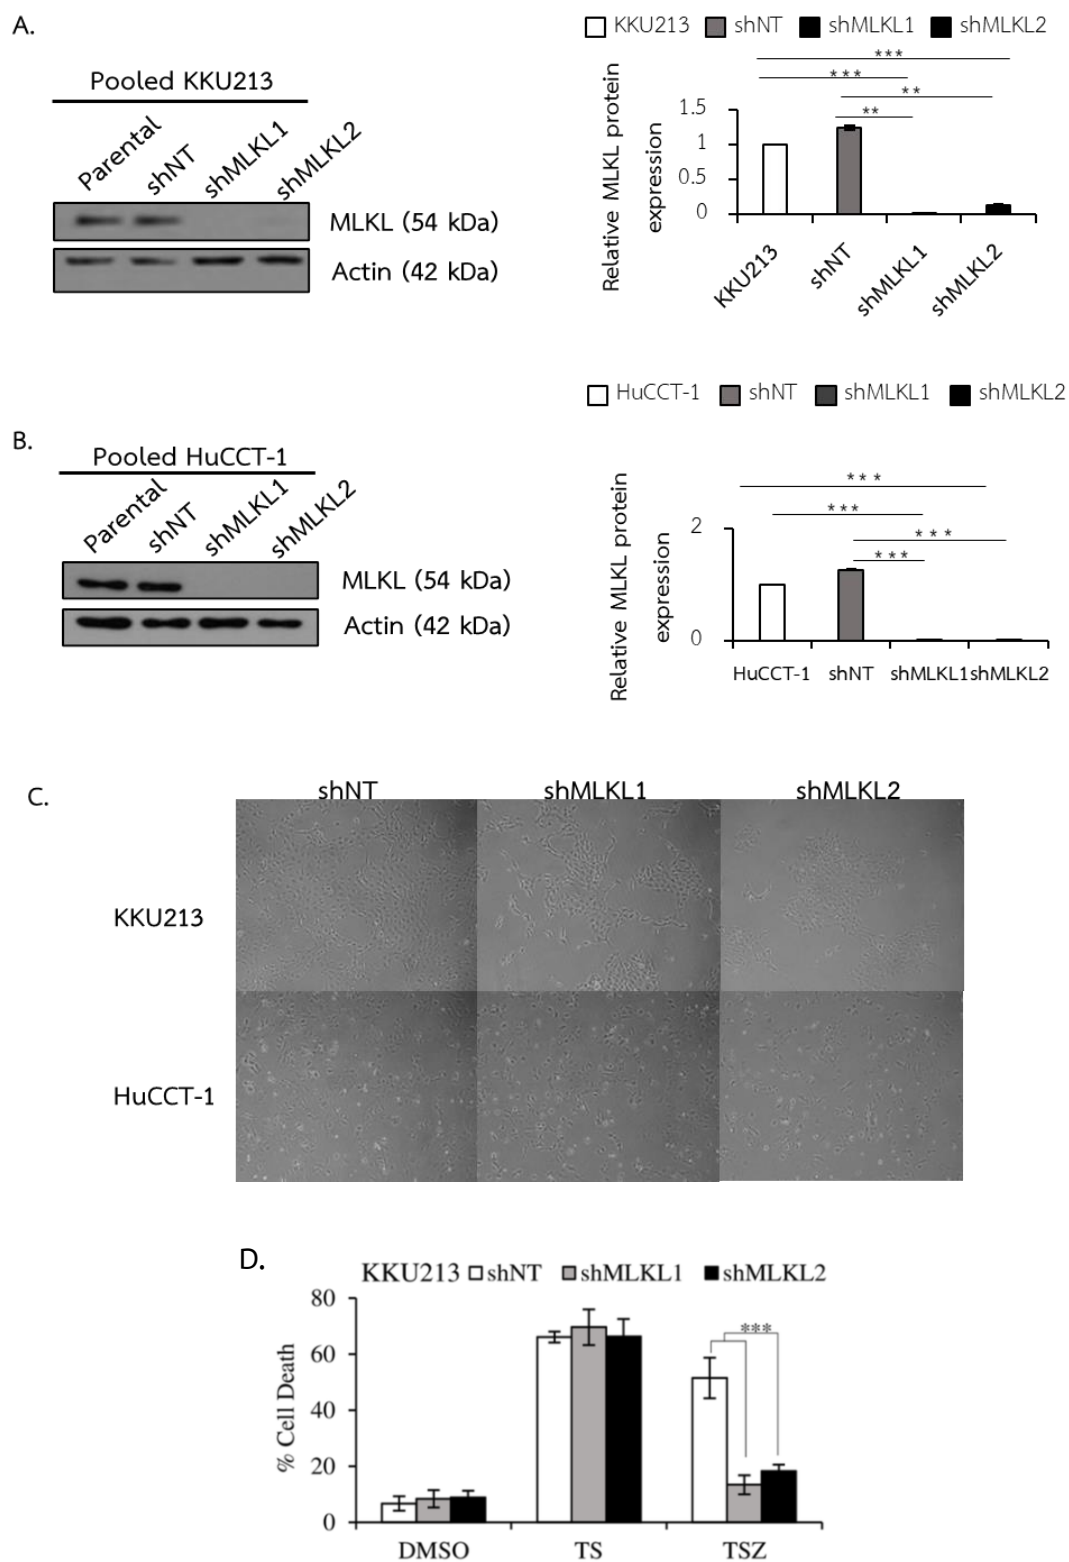 A.
KKU213 shNT shMLKL1 shMLKL2
Pooled KKU213
Parental shNT shMLKL1 shMLKL2
MLKL (54 kDa)
Actin (42 kDa)
Relative MLKL protein
expression
***
***
**
**
1.5
1
0.5
0
KKU213 shNT shMLKL1 shMLKL2
B.
HuCCT-1 shNT shMLKL1 shMLKL2
Pooled HuCCT-1
Parental shNT shMLKL1 shMLKL2
MLKL (54 kDa)
Actin (42 kDa)
Relative MLKL protein
expression
***
***
***
***
2
0
HuCCT-1 shNT shMLKL1 shMLKL2
C.
shNT shMLKL1 shMLKL2
KKU213
HuCCT-1
D.
KKU213 shNT shMLKL1 shMLKL2
% Cell Death
80
60
40
20
0
***
DMSO TS TSZ